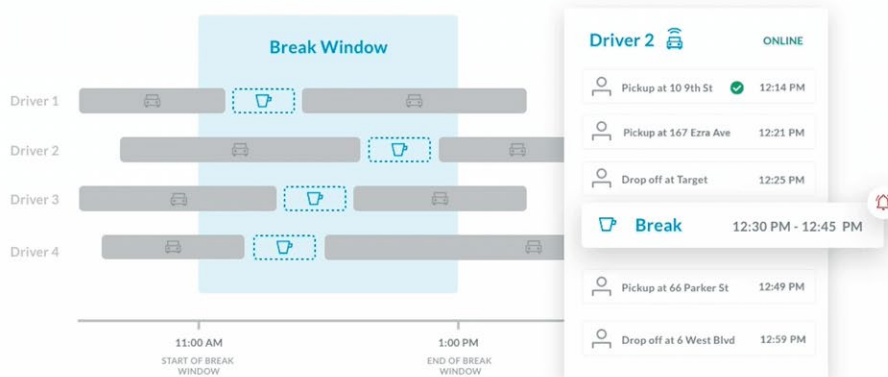 Break Window
Driver 1
Driver 2
Driver 3
Driver 4
11:00 AM
START OF BREAK
WINDOW
1:00 PM
END OF BREAK
WINDOW
Driver 2 ONLINE
Pickup at 10 9th St 12:14 PM
Pickup at 167 Ezra Ave 12:21 PM
Drop off at Target 12:25 PM
Break 12:30 PM - 12:45 PM
Pickup at 66 Parker St 12:49 PM
Drop off at 6 West Blvd 12:59 PM